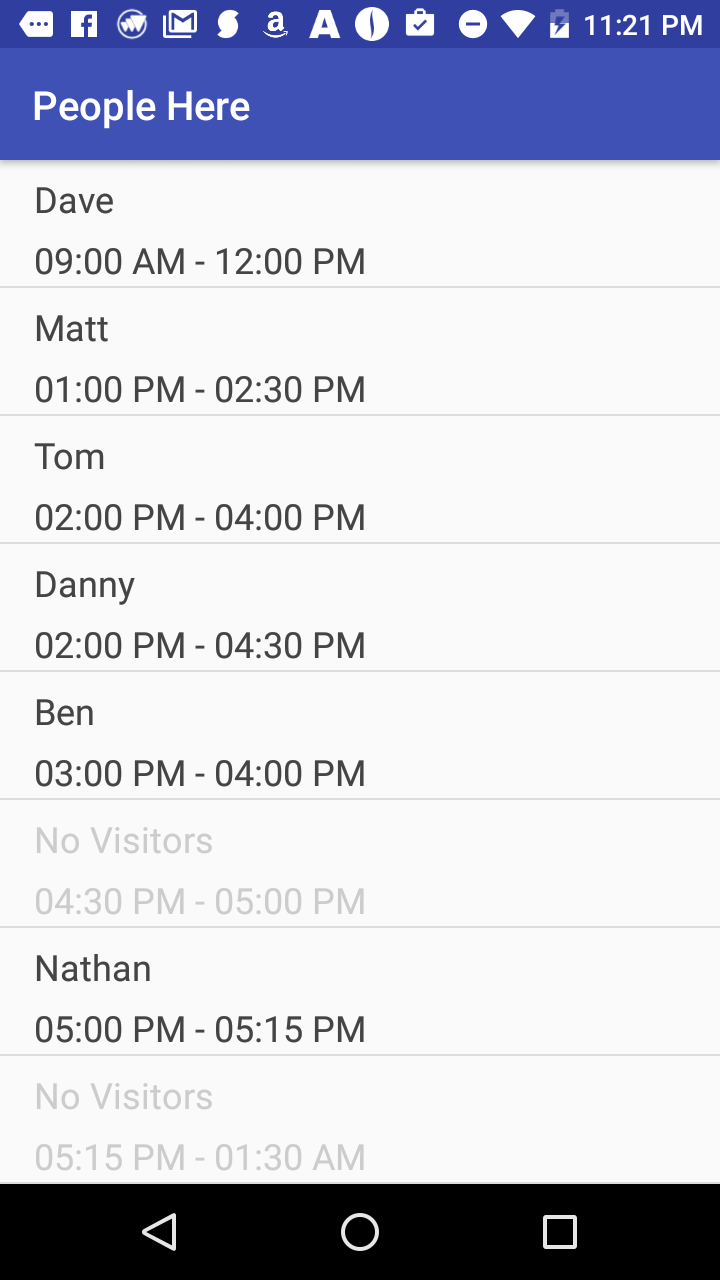 11:21 PM
People Here
Dave
09:00 AM - 12:00 PM
Matt
01:00 PM - 02:30 PM
Tom
02:00 PM - 04:00 PM
Danny
02:00 PM - 04:30 PM
Ben
03:00 PM - 04:00 PM
No Visitors
04:30 PM - 05:00 PM
Nathan
05:00 PM - 05:15 PM
No Visitors
05:15 PM - 01:30 AM